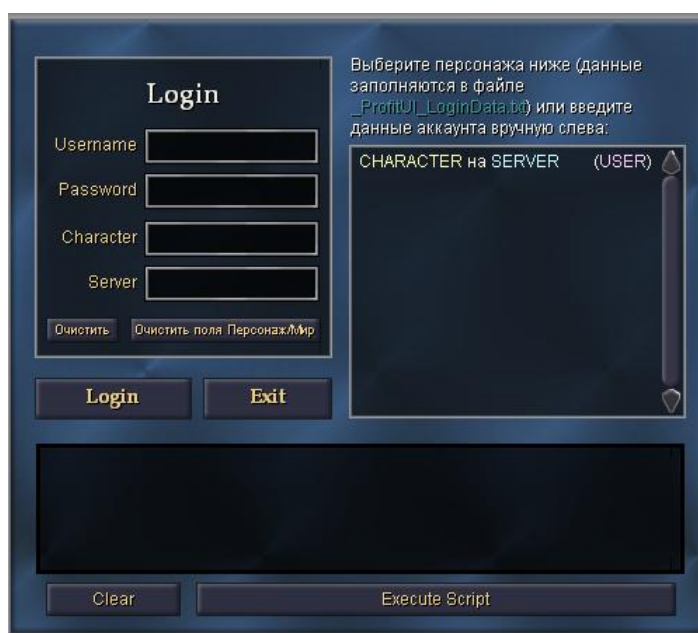 Login
Username
Password
Character
Server
Очистить
Очистить поля Персонаж/Мир
Login
Exit
Выберите персонажа ниже (данные
заполняются в файле
_ProfitUI_LoginData.txt) или введите
данные аккаунта вручную слева:
CHARACTER на SERVER (USER)
Clear
Execute Script